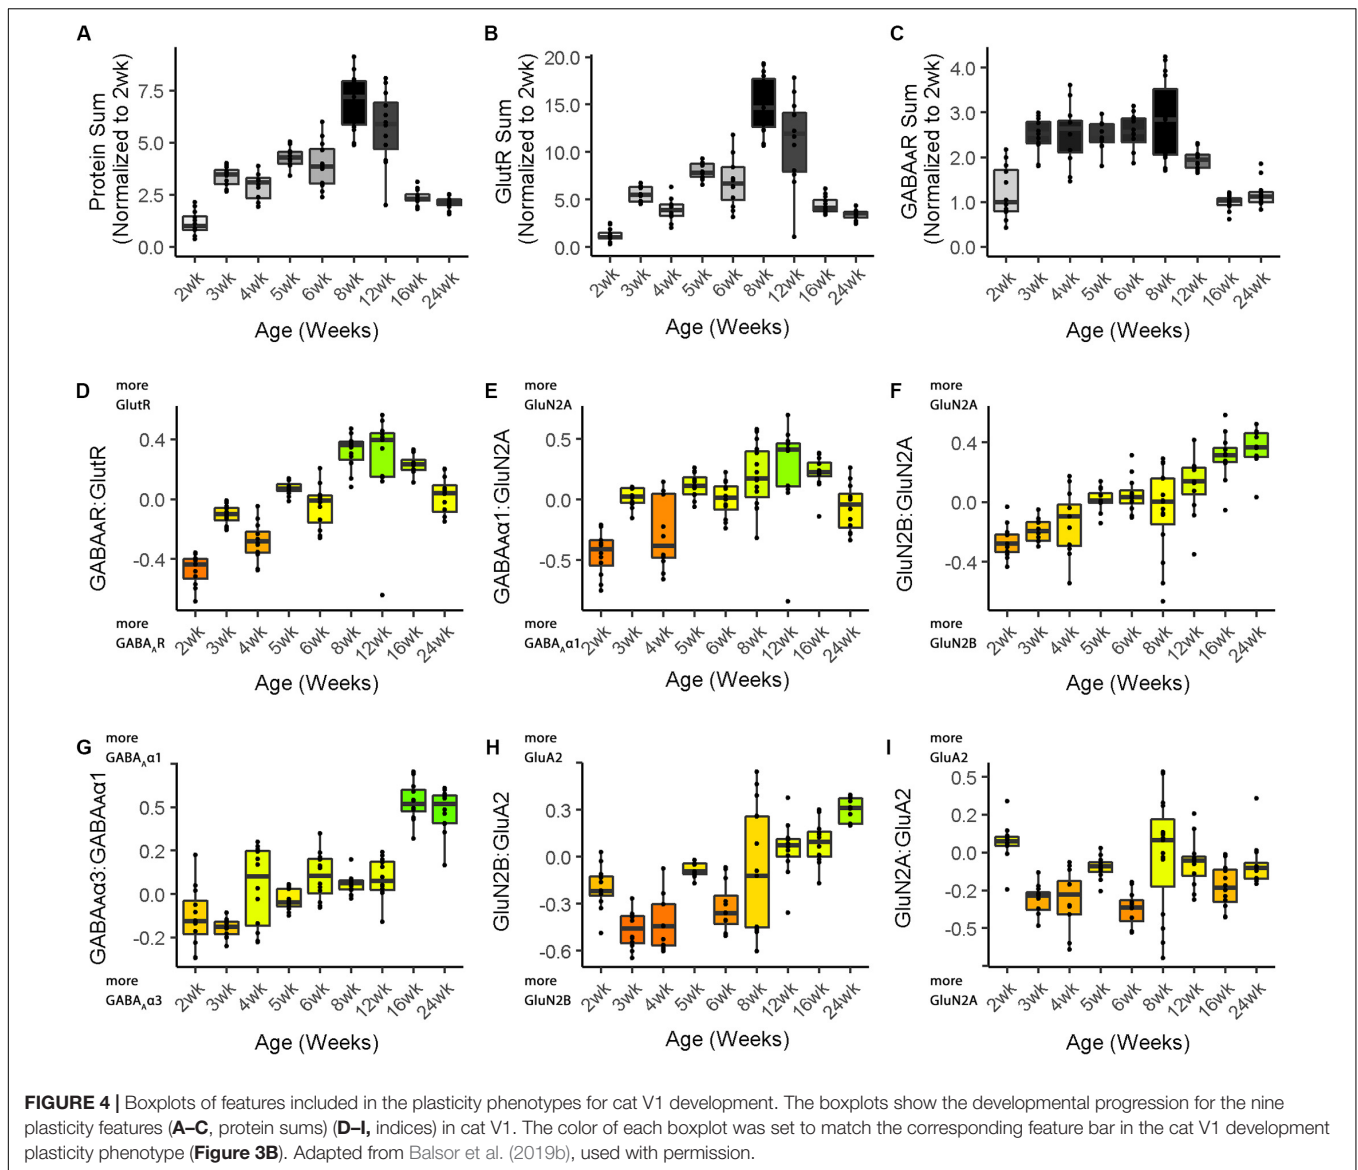 A
Protein Sum
(Normalized to 2wk)
7.5
5.0
2.5
0.0
2wk 3wk 4wk 5wk 6wk 8wk 12wk 16wk 24wk
Age (Weeks)
B
GlutR Sum
(Normalized to 2wk)
20.0
15.0
10.0
5.0
0.0
2wk 3wk 4wk 5wk 6wk 8wk 12wk 16wk 24wk
Age (Weeks)
C
GABAᴀR Sum
(Normalized to 2wk)
4.0
3.0
2.0
1.0
0.0
2wk 3wk 4wk 5wk 6wk 8wk 12wk 16wk 24wk
Age (Weeks)
D
more
GlutR
GABAᴀR:GlutR
0.4
0.0
-0.4
more
GABAᴀR
2wk 3wk 4wk 5wk 6wk 8wk 12wk 16wk 24wk
Age (Weeks)
E
more
GluN2A
GABAᴀα1:GluN2A
0.5
0.0
-0.5
more
GABAᴀα1
2wk 3wk 4wk 5wk 6wk 8wk 12wk 16wk 24wk
Age (Weeks)
F
more
GluN2A
GluN2B:GluN2A
0.4
0.0
-0.4
more
GluN2B
2wk 3wk 4wk 5wk 6wk 8wk 12wk 16wk 24wk
Age (Weeks)
G
more
GABAᴀα1
GABAᴀα3:GABAᴀα1
0.5
0.2
0.0
-0.2
more
GABAᴀα3
2wk 3wk 4wk 5wk 6wk 8wk 12wk 16wk 24wk
Age (Weeks)
H
more
GluA2
GluN2B:GluA2
0.3
0.0
-0.3
-0.6
more
GluN2B
2wk 3wk 4wk 5wk 6wk 8wk 12wk 16wk 24wk
Age (Weeks)
I
more
GluA2
GluN2A:GluA2
0.5
0.2
0.0
-0.2
-0.5
more
GluN2A
2wk 3wk 4wk 5wk 6wk 8wk 12wk 16wk 24wk
Age (Weeks)
FIGURE 4 | Boxplots of features included in the plasticity phenotypes for cat V1 development. The boxplots show the developmental progression for the nine
plasticity features (A–C, protein sums) (D–I, indices) in cat V1. The color of each boxplot was set to match the corresponding feature bar in the cat V1 development
plasticity phenotype (Figure 3B). Adapted from Balsor et al. (2019b), used with permission.